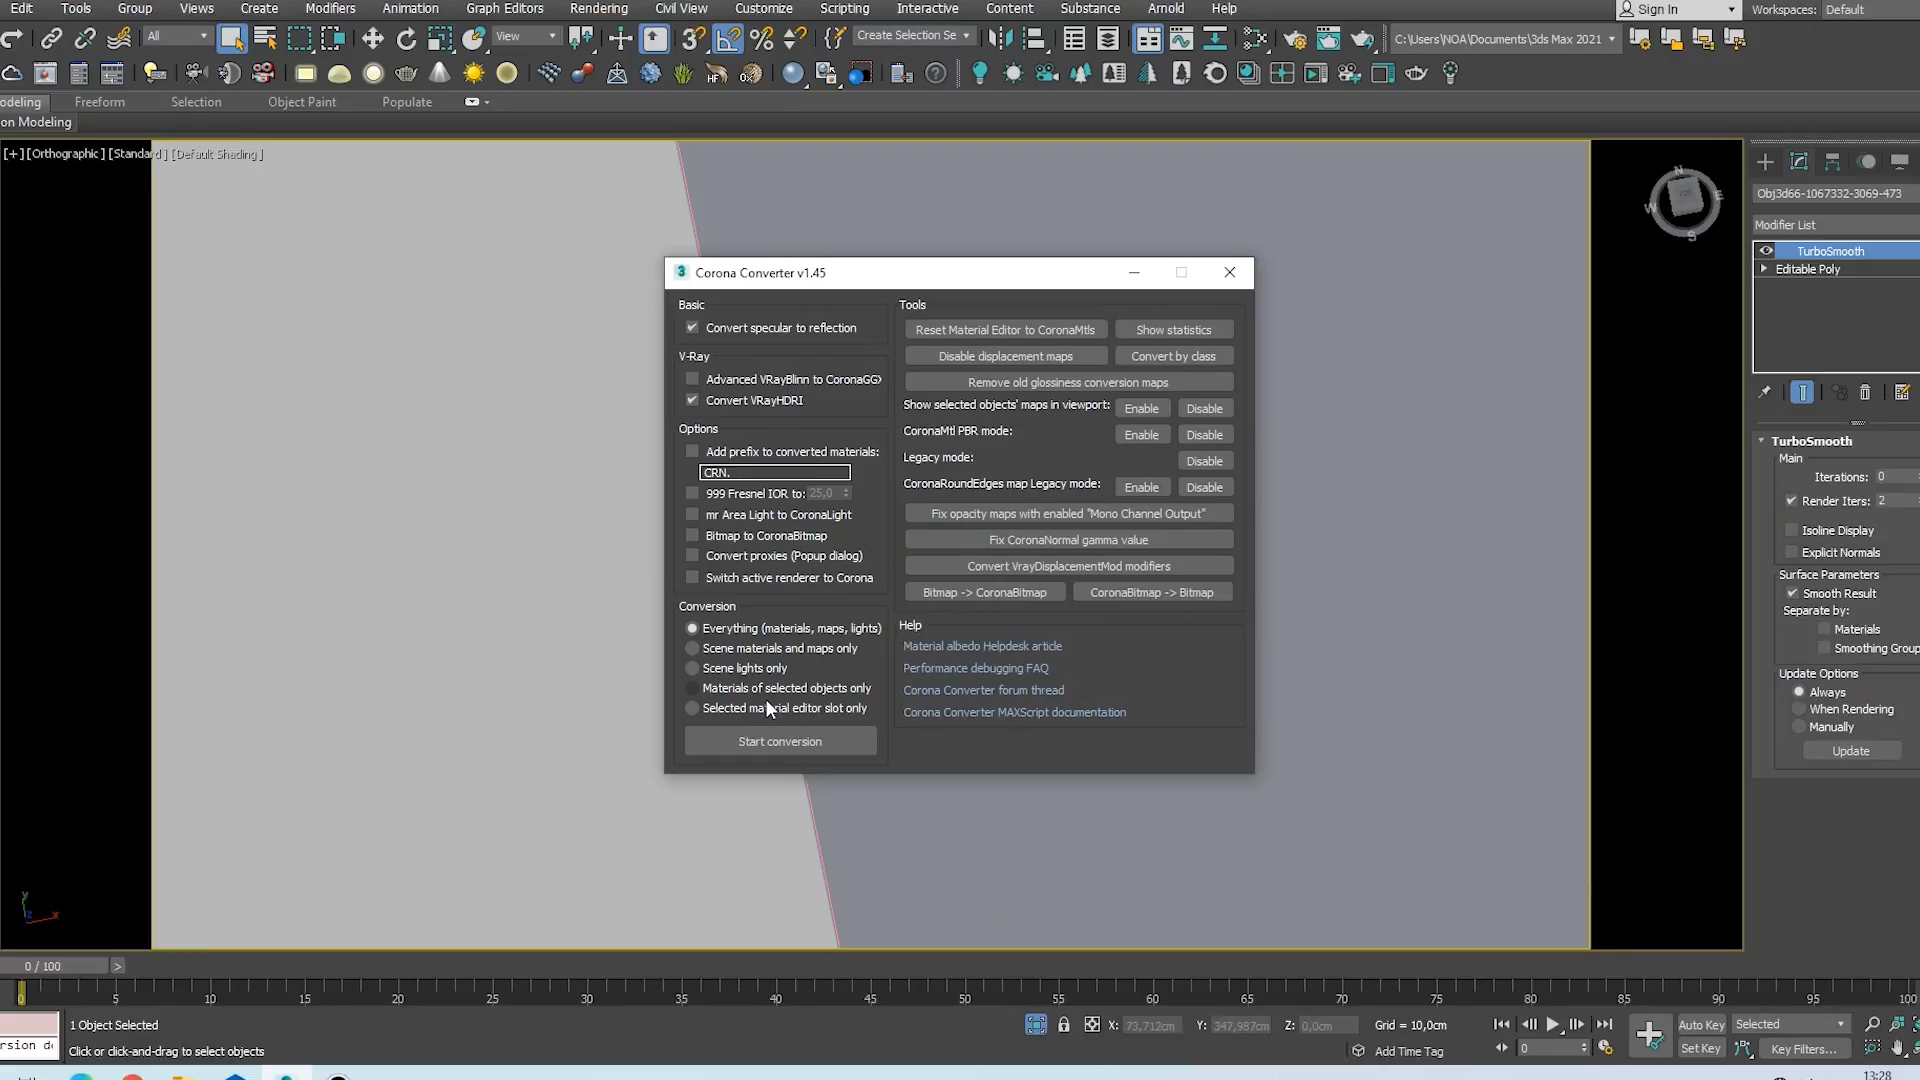 Edit Tools Group Views Create Modifiers Animation Graph Editors Rendering Civil View Customize Scripting Interactive Content Substance Arnold Help Sign In Workspaces: Default
All View Create Selection Se C:\Users\NOA\Documents\3ds Max 2021
odeling Freeform Selection Object Paint Populate
on Modeling
[+] [Orthographic ] [Standard ] [Default Shading ]
Corona Converter v1.45
Basic
Convert specular to reflection
V-Ray
Advanced VRayBlinn to CoronaGGX
Convert VRayHDRI
Options
Add prefix to converted materials:
CRN.
999 Fresnel IOR to: 25,0
mr Area Light to CoronaLight
Bitmap to CoronaBitmap
Convert proxies (Popup dialog)
Switch active renderer to Corona
Conversion
Everything (materials, maps, lights)
Scene materials and maps only
Scene lights only
Materials of selected objects only
Selected material editor slot only
Start conversion
Tools
Reset Material Editor to CoronaMtls Show statistics
Disable displacement maps Convert by class
Remove old glossiness conversion maps
Show selected objects' maps in viewport: Enable Disable
CoronaMtl PBR mode: Enable Disable
Legacy mode: Disable
CoronaRoundEdges map Legacy mode: Enable Disable
Fix opacity maps with enabled "Mono Channel Output"
Fix CoronaNormal gamma value
Convert VrayDisplacementMod modifiers
Bitmap -> CoronaBitmap CoronaBitmap -> Bitmap
Help
Material albedo Helpdesk article
Performance debugging FAQ
Corona Converter forum thread
Corona Converter MAXScript documentation
N
W TOP E
S
Obj3d66-1067332-3069-473
Modifier List
TurboSmooth
Editable Poly
TurboSmooth
Main
Iterations: 0
Render Iters: 2
Isoline Display
Explicit Normals
Surface Parameters
Smooth Result
Separate by:
Materials
Smoothing Group
Update Options
Always
When Rendering
Manually
Update
y
z x
0 / 100 >
0 5 10 15 20 25 30 35 40 45 50 55 60 65 70 75 80 85 90 95 100
1 Object Selected X: 73,712cm Y: 347,987cm Z: 0,0cm Grid = 10,0cm Auto Key Selected
rsion d Click or click-and-drag to select objects Add Time Tag 0 Set Key Key Filters...
13:28